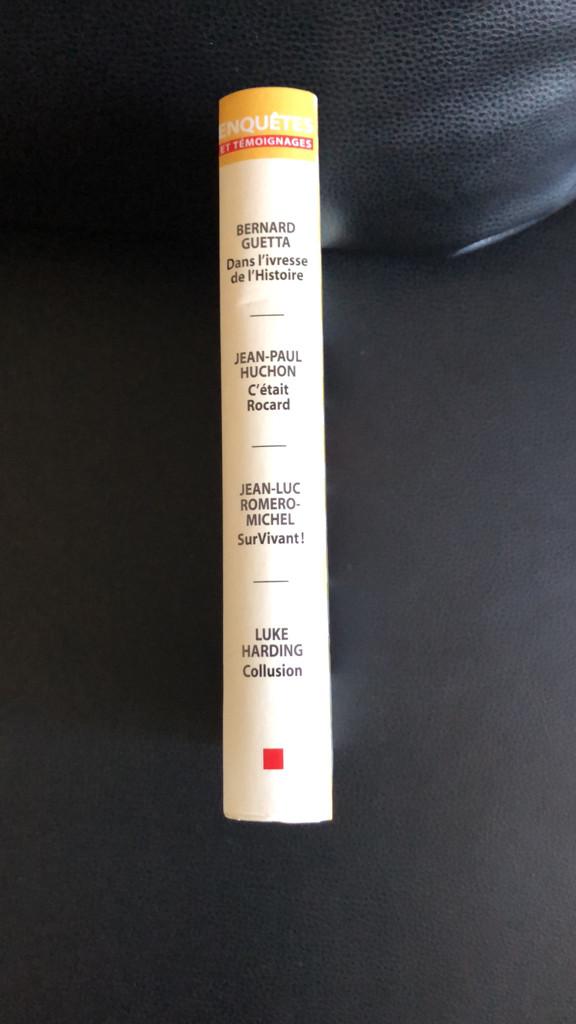 ENQUÊTES
ET TÉMOIGNAGES
BERNARD
GUETTA
Dans l'ivresse
de l'Histoire
JEAN-PAUL
HUCHON
C'était
Rocard
JEAN-LUC
ROMERO-
MICHEL
SurVivant!
LUKE
HARDING
Collusion